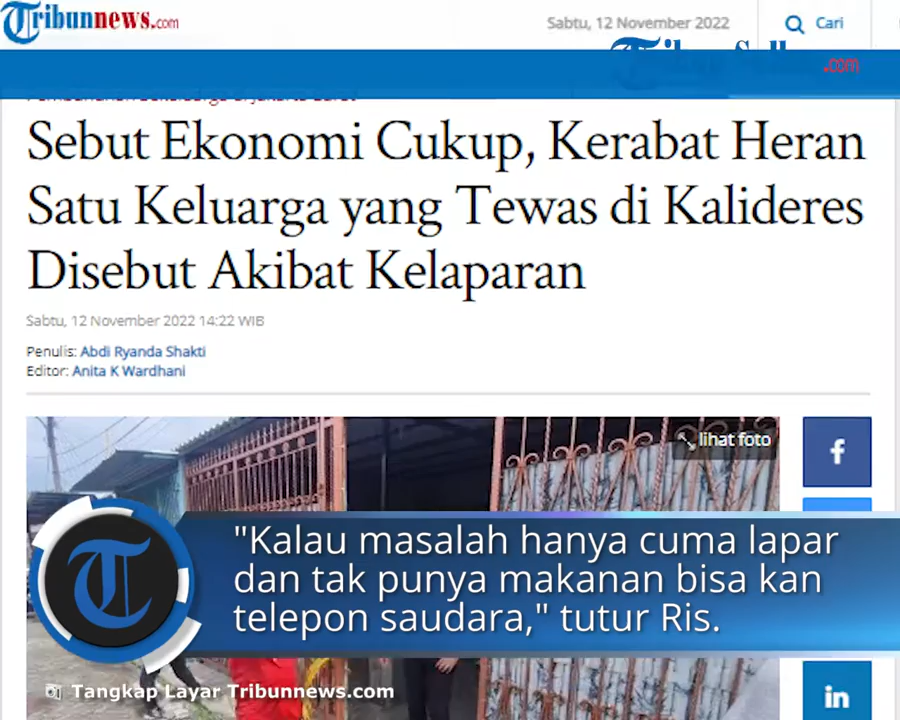 Tribunnews.com
Sabtu, 12 November 2022
Cari
.com
Sebut Ekonomi Cukup, Kerabat Heran
Satu Keluarga yang Tewas di Kalideres
Disebut Akibat Kelaparan
Sabtu, 12 November 2022 14:22 WIB
Penulis: Abdi Ryanda Shakti
Editor: Anita K Wardhani
lihat foto
f
"Kalau masalah hanya cuma lapar
dan tak punya makanan bisa kan
telepon saudara," tutur Ris.
Tangkap Layar Tribunnews.com
in